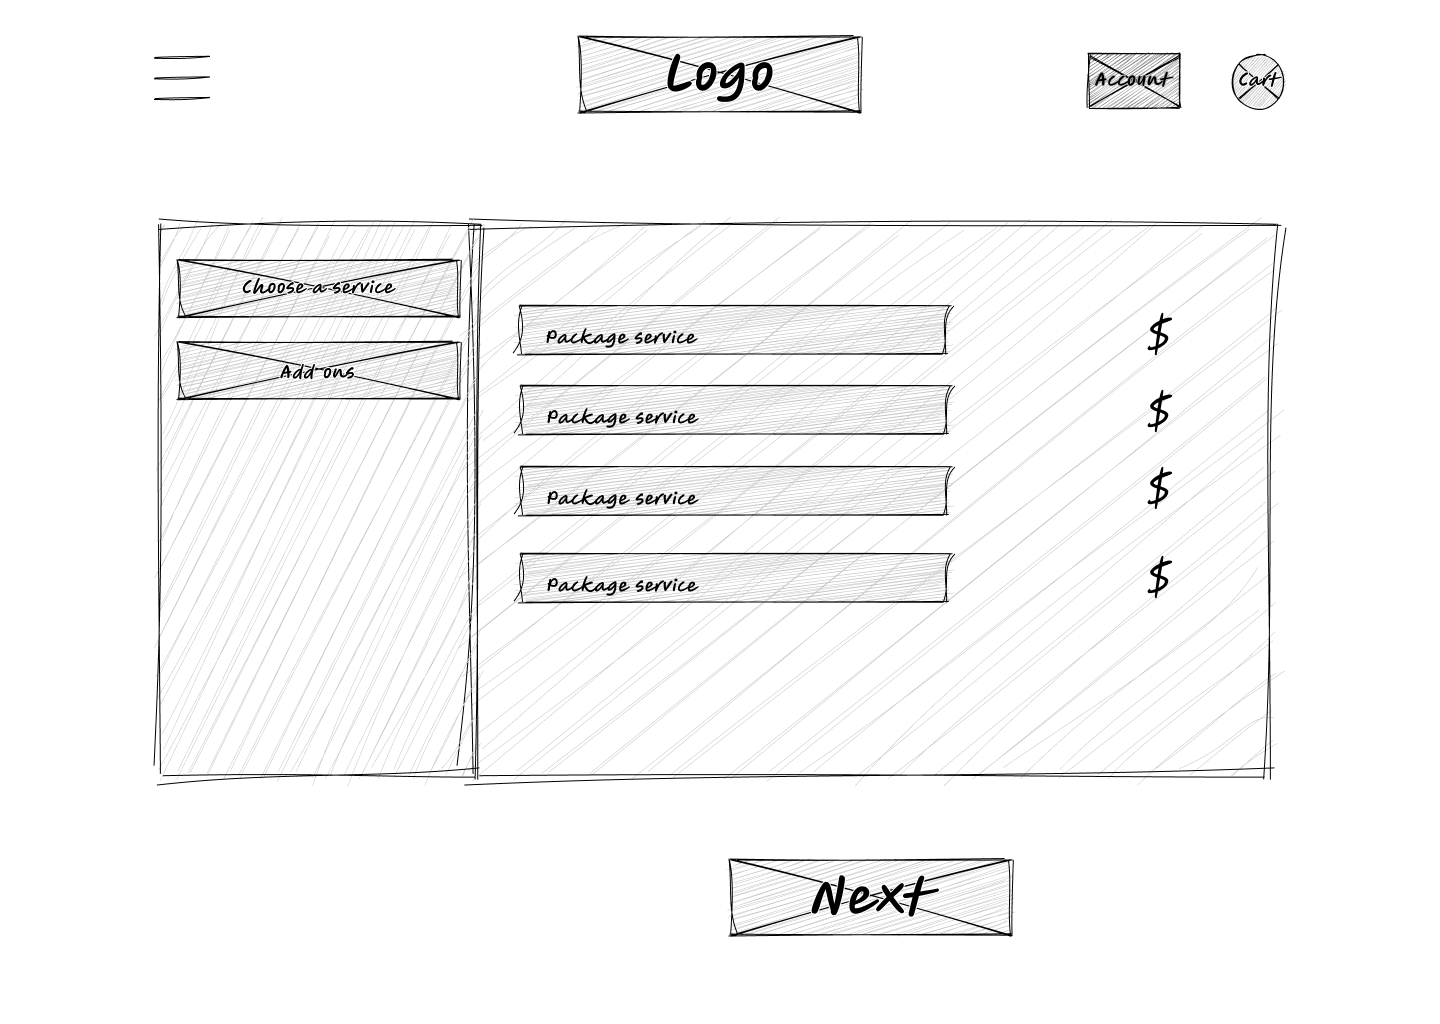 Logo
Account
Cart
Choose a service
Add-ons
Package service
$
Package service
$
Package service
$
Package service
$
Next